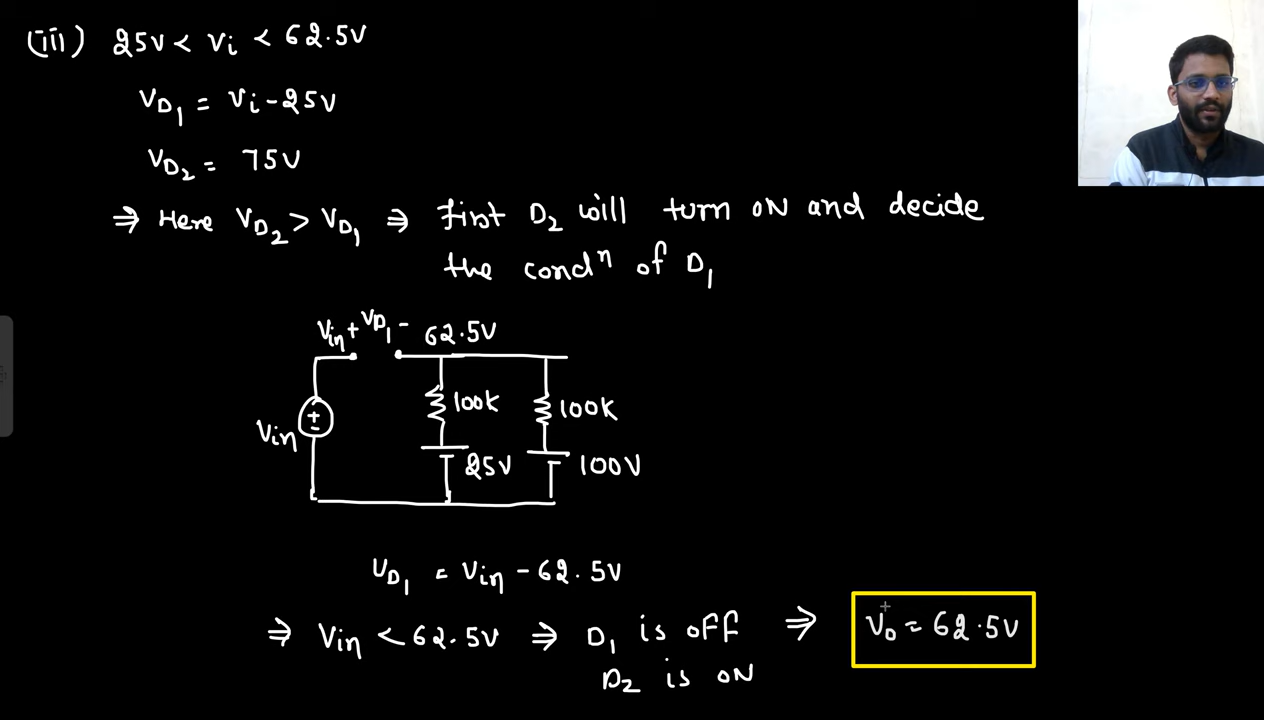 (iii) 25V < Vi < 62.5V
VD1 = Vi - 25V
VD2 = 75V
⇒ Here VD2 > VD1 ⇒ first D2 will turn ON and decide
the condⁿ of D1
Vin + VD1 - 62.5V
100K 100K
Vin + - 25V 100V
VD1 = Vin - 62.5V
⇒ Vin < 62.5V ⇒ D1 is off ⇒ Vo = 62.5V
D2 is ON